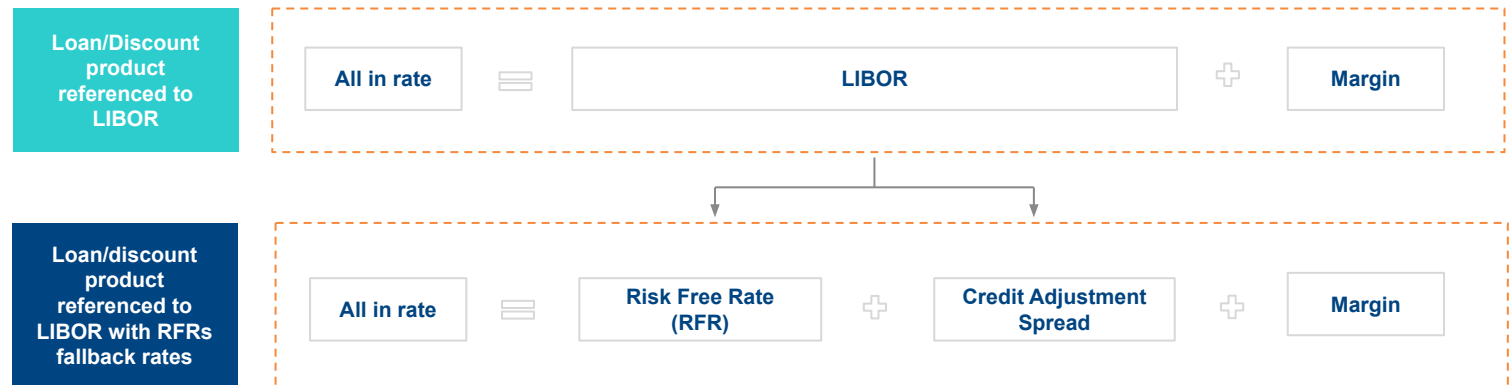 Loan/Discount
product
referenced to
LIBOR
All in rate
LIBOR
Margin
Loan/discount
product
referenced to
LIBOR with RFRs
fallback rates
All in rate
Risk Free Rate
(RFR)
Credit Adjustment
Spread
Margin